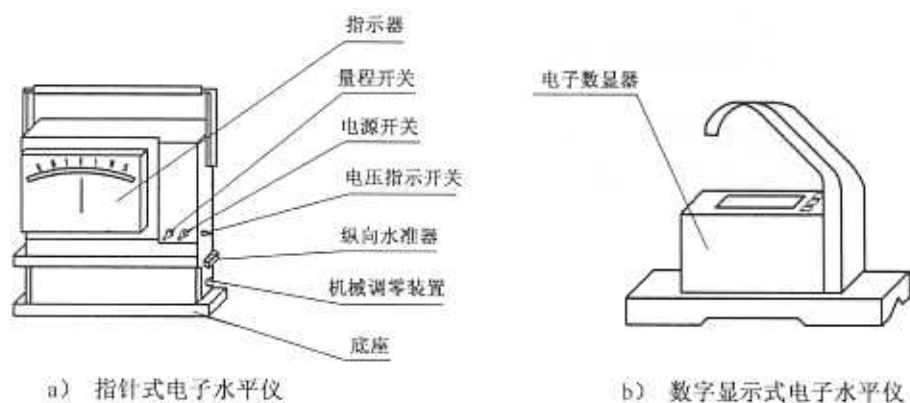 指示器
量程开关
电源开关
电压指示开关
纵向水准器
机械调零装置
底座
a） 指针式电子水平仪
电子数显器
b） 数字显示式电子水平仪